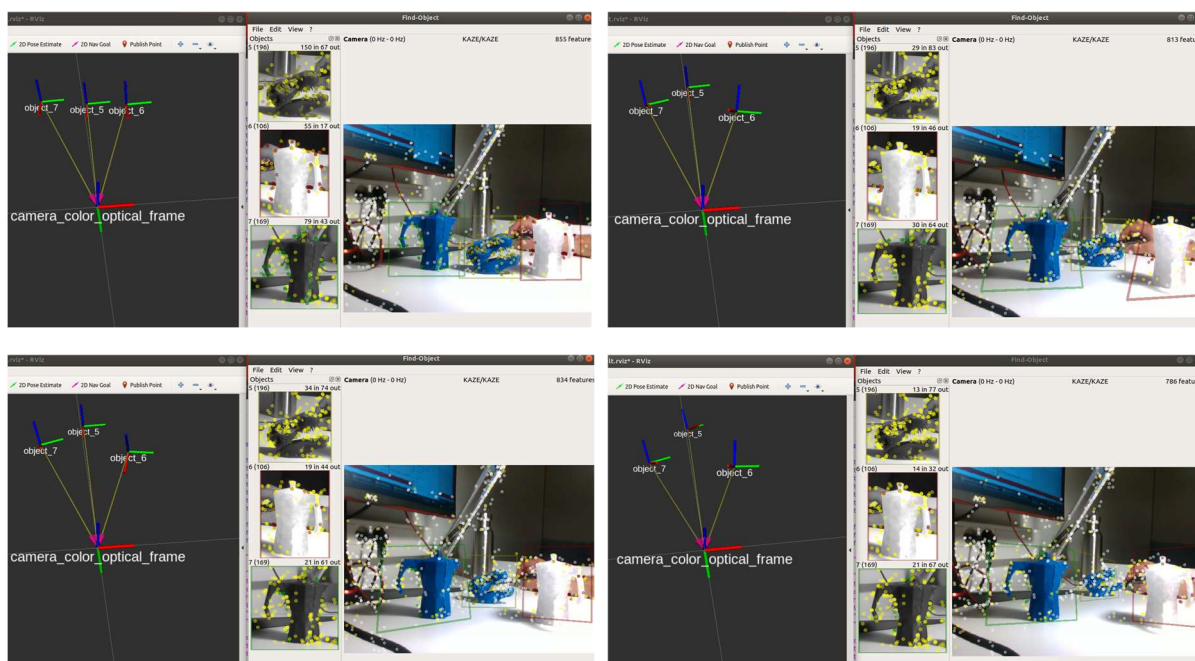 .rviz* - RViz
Find-Object
2D Pose Estimate 2D Nav Goal Publish Point
File Edit View ?
Objects
Camera (0 Hz - 0 Hz) KAZE/KAZE 855 feature
5 (196) 150 in 67 out
object_7 object_5 object_6
6 (106) 55 in 17 out
camera_color_optical_frame
7 (169) 79 in 43 out
t.rviz* - RViz
Find-Object
2D Pose Estimate 2D Nav Goal Publish Point
File Edit View ?
Objects
Camera (0 Hz - 0 Hz) KAZE/KAZE 813 featu
5 (196) 29 in 83 out
object_5
object_7
object_6
6 (106) 19 in 46 out
camera_color_optical_frame
7 (169) 30 in 64 out
.rviz* - RViz
Find-Object
2D Pose Estimate 2D Nav Goal Publish Point
File Edit View ?
Objects
Camera (0 Hz - 0 Hz) KAZE/KAZE 834 features
5 (196) 34 in 74 out
object_5
object_7
object_6
6 (106) 19 in 44 out
camera_color_optical_frame
7 (169) 21 in 61 out
lt.rviz* - RViz
Find-Object
2D Pose Estimate 2D Nav Goal Publish Point
File Edit View ?
Objects
Camera (0 Hz - 0 Hz) KAZE/KAZE 786 featu
5 (196) 13 in 77 out
object_5
object_7
object_6
6 (106) 14 in 32 out
camera_color_optical_frame
7 (169) 21 in 67 out